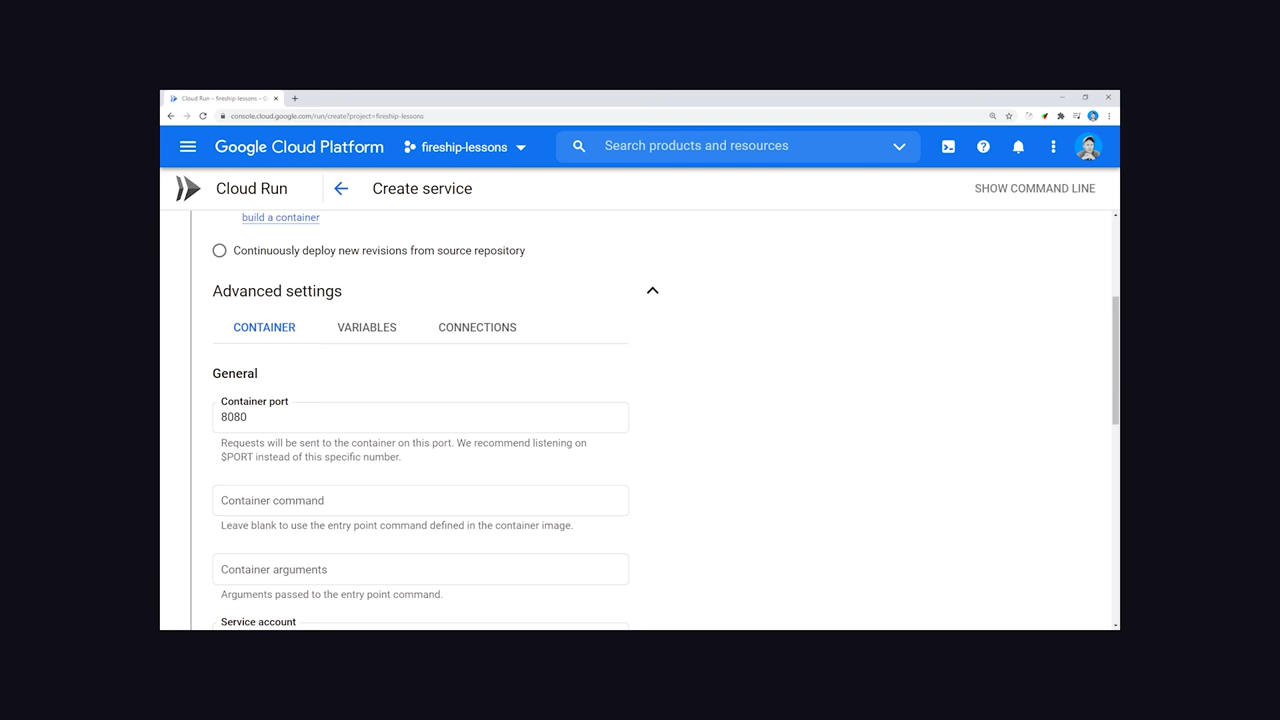 Cloud Run – fireship-lessons – G
console.cloud.google.com/run/create?project=fireship-lessons
Google Cloud Platform
fireship-lessons
Search products and resources
Cloud Run
Create service
SHOW COMMAND LINE
build a container
Continuously deploy new revisions from source repository
Advanced settings
CONTAINER
VARIABLES
CONNECTIONS
General
Container port
8080
Requests will be sent to the container on this port. We recommend listening on
$PORT instead of this specific number.
Container command
Leave blank to use the entry point command defined in the container image.
Container arguments
Arguments passed to the entry point command.
Service account